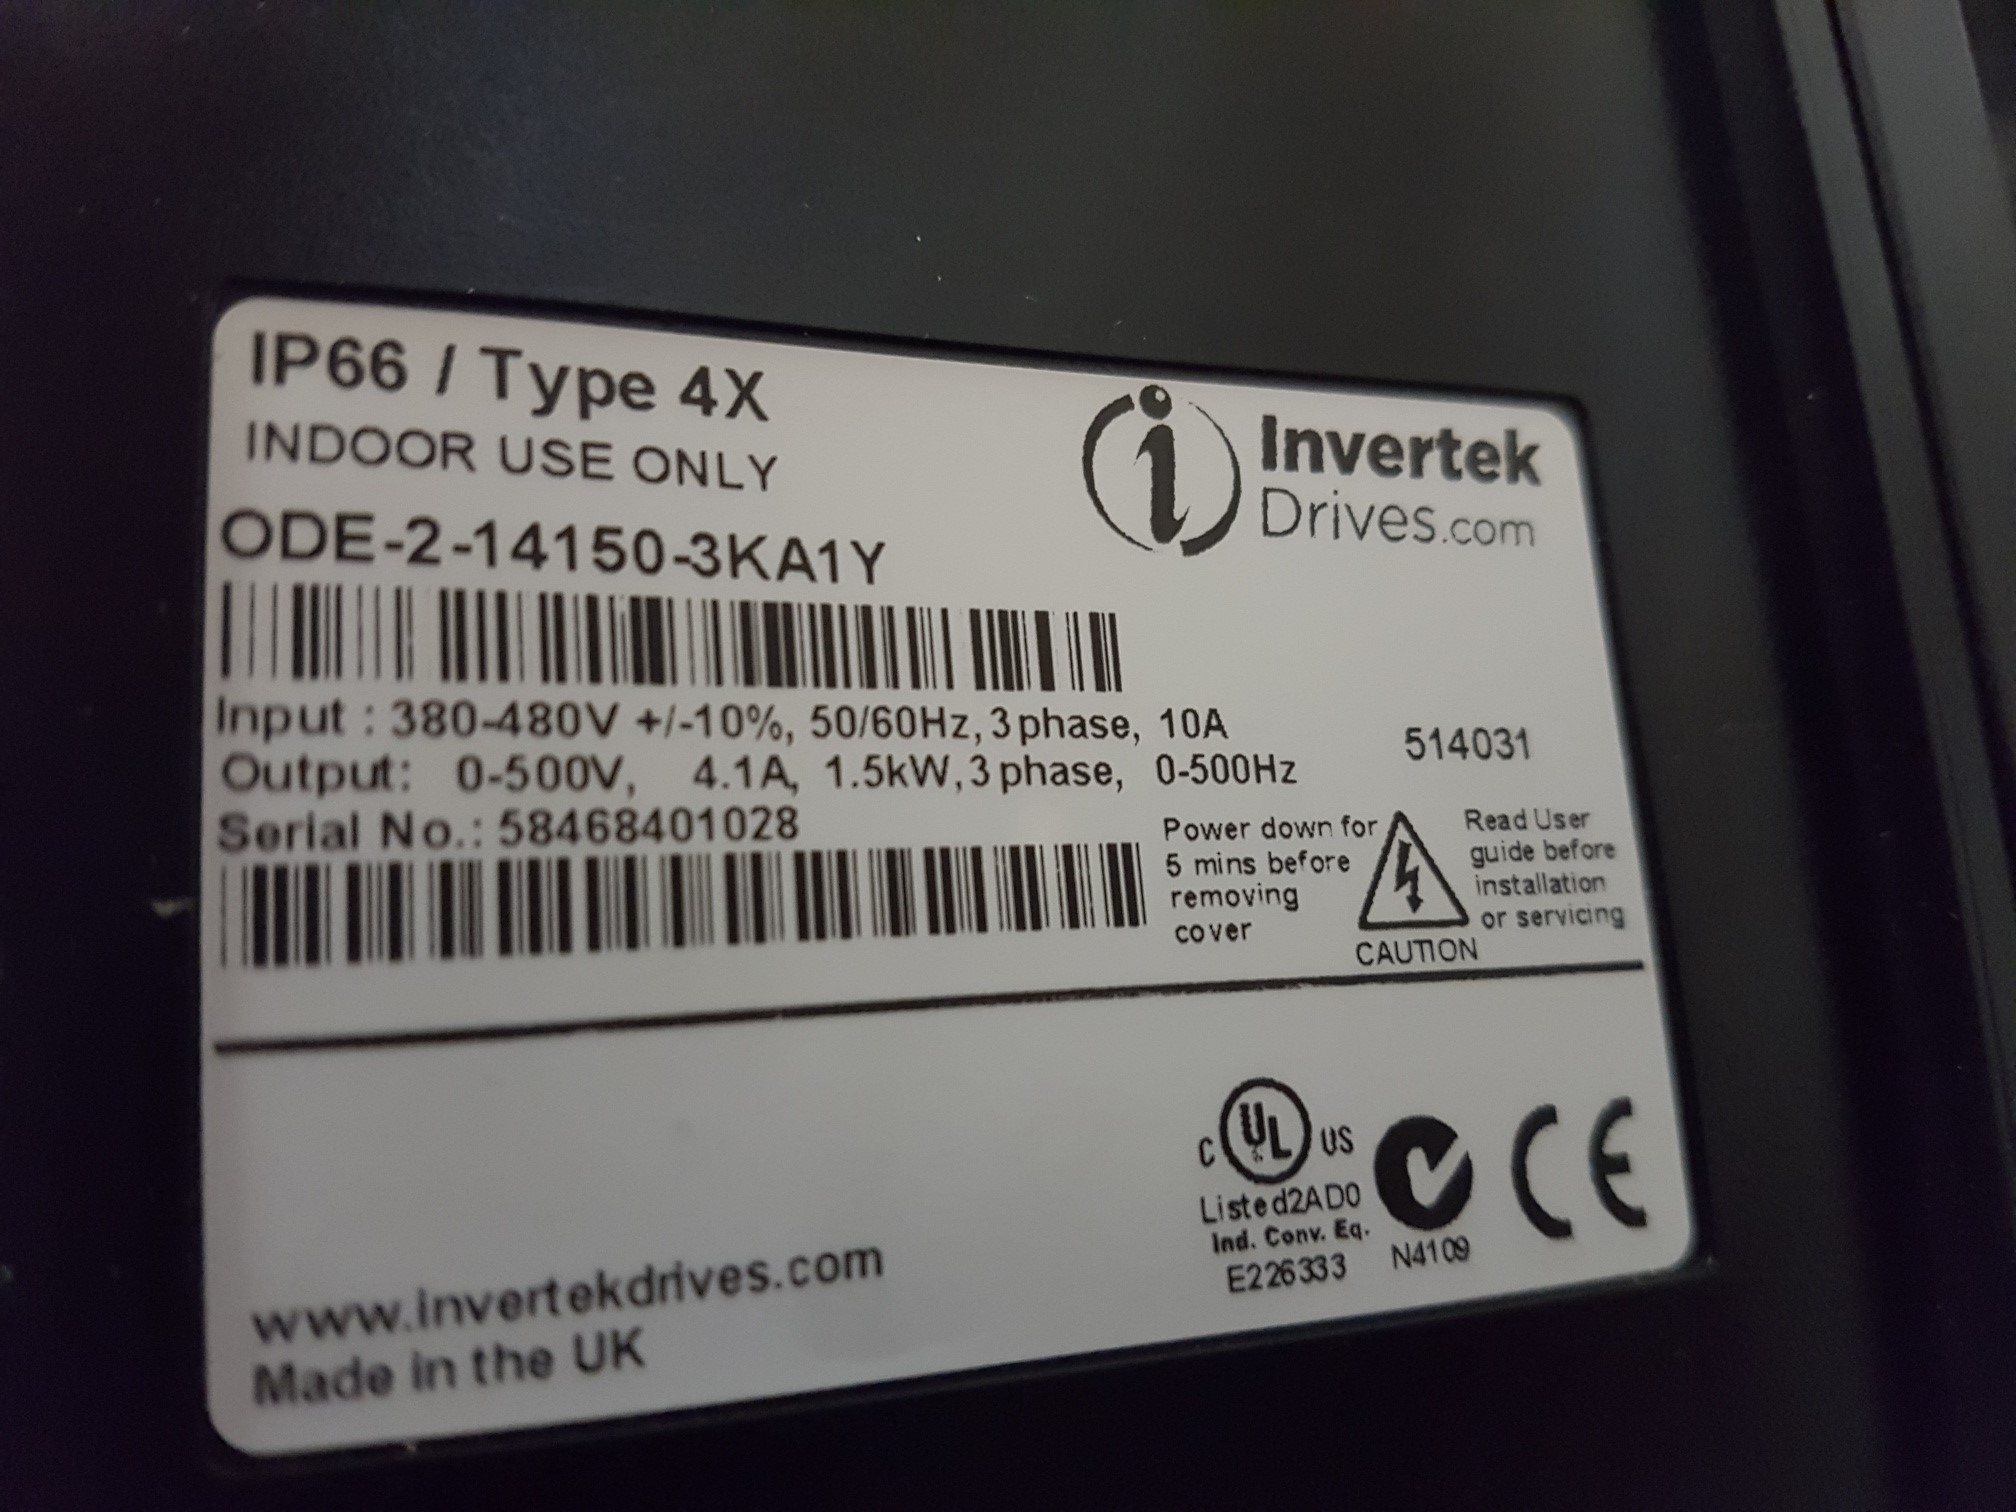 IP66 / Type 4X
INDOOR USE ONLY
ODE-2-14150-3KA1Y
Invertek
Drives.com
Input : 380-480V +/-10%, 50/60Hz, 3 phase, 10A
Output: 0-500V, 4.1A, 1.5kW, 3 phase, 0-500Hz
514031
Serial No.: 58468401028
Power down for
5 mins before
removing
cover
CAUTION
Read User
guide before
installation
or servicing
C UL US
Listed2AD0
Ind. Conv. Eq.
E226333
N4109
CE
www.invertekdrives.com
Made in the UK